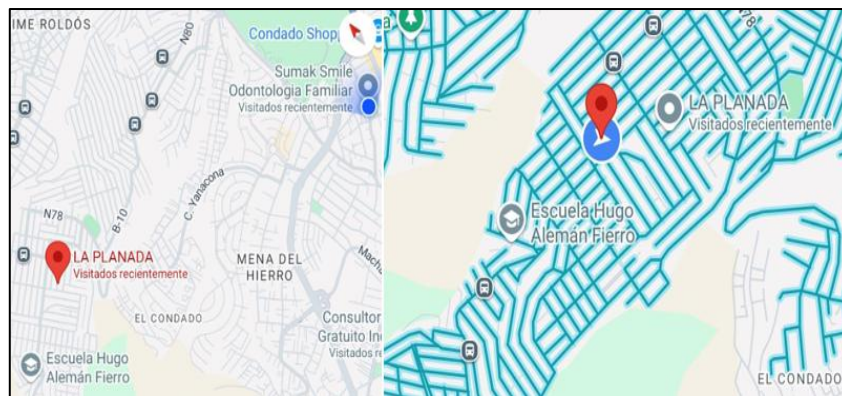 IME ROLDÓS
N80
Condado Shop
Sumak Smile
Odontología Familiar
Visitados recientemente
C. Yanacona
B-10
N78
LA PLANADA
Visitados recientemente
MENA DEL
HIERRO
Mach
EL CONDADO
Consultor
Gratuito In
Visitados re
Escuela Hugo
Alemán Fierro
a
N78
LA PLANADA
Visitados recientemente
Escuela Hugo
Alemán Fierro
EL CONDADO